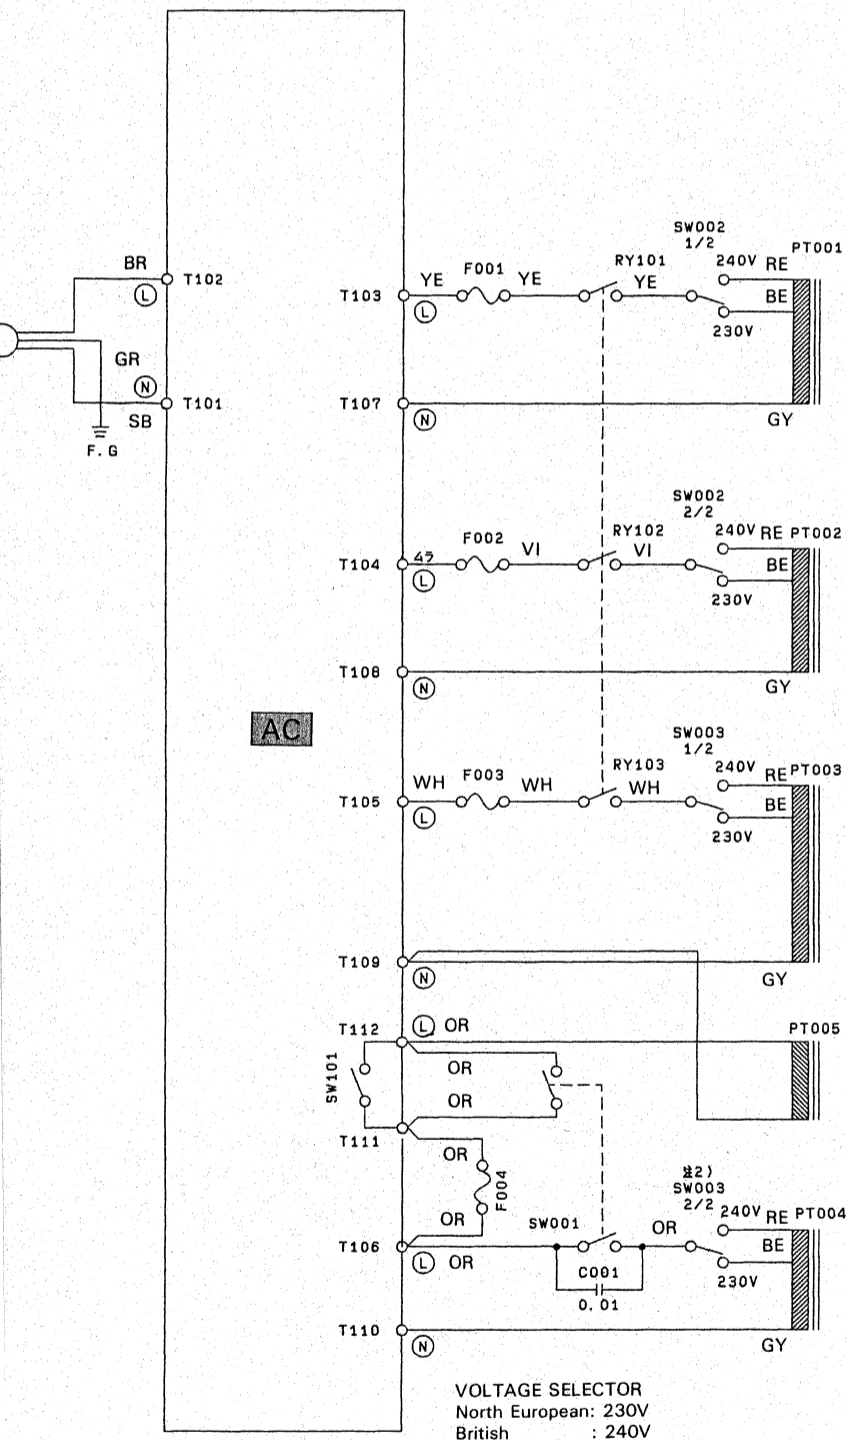 SW002
1/2
PT001
BR
T102
L
F001
RY101
240V
RE
YE
YE
YE
BE
T103
L
230V
GR
N
T101
SB
F.G
T107
N
GY
SW002
2/2
F002
VI
RY102
VI
240V
RE
PT002
T104
L
BE
230V
T108
N
GY
AC
SW003
1/2
WH
F003
WH
RY103
WH
240V
RE
PT003
T105
L
BE
230V
T109
N
GY
T112
L
OR
PT005
SW101
OR
OR
T111
OR
F004
注2)
SW003
2/2
240V
RE
PT004
OR
SW001
OR
BE
T106
L
OR
C001
0.01
230V
T110
N
GY
VOLTAGE SELECTOR
North European: 230V
British : 240V